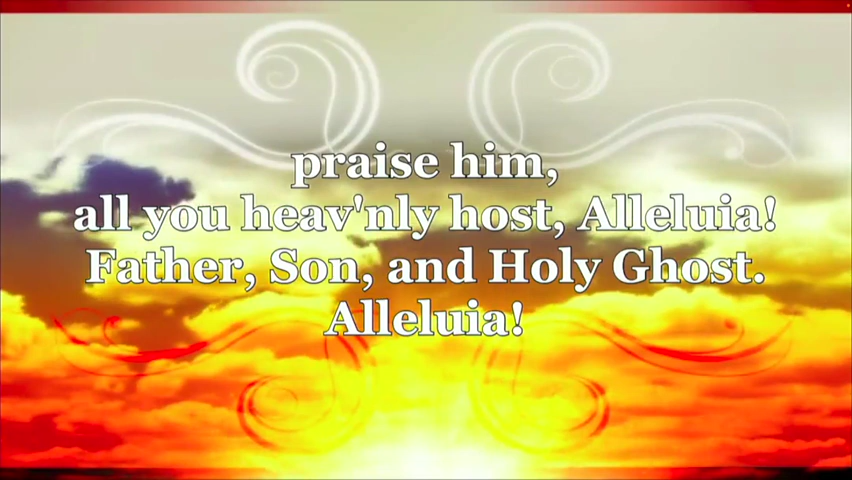 praise him,
all you heav'nly host, Alleluia!
Father, Son, and Holy Ghost.
Alleluia!